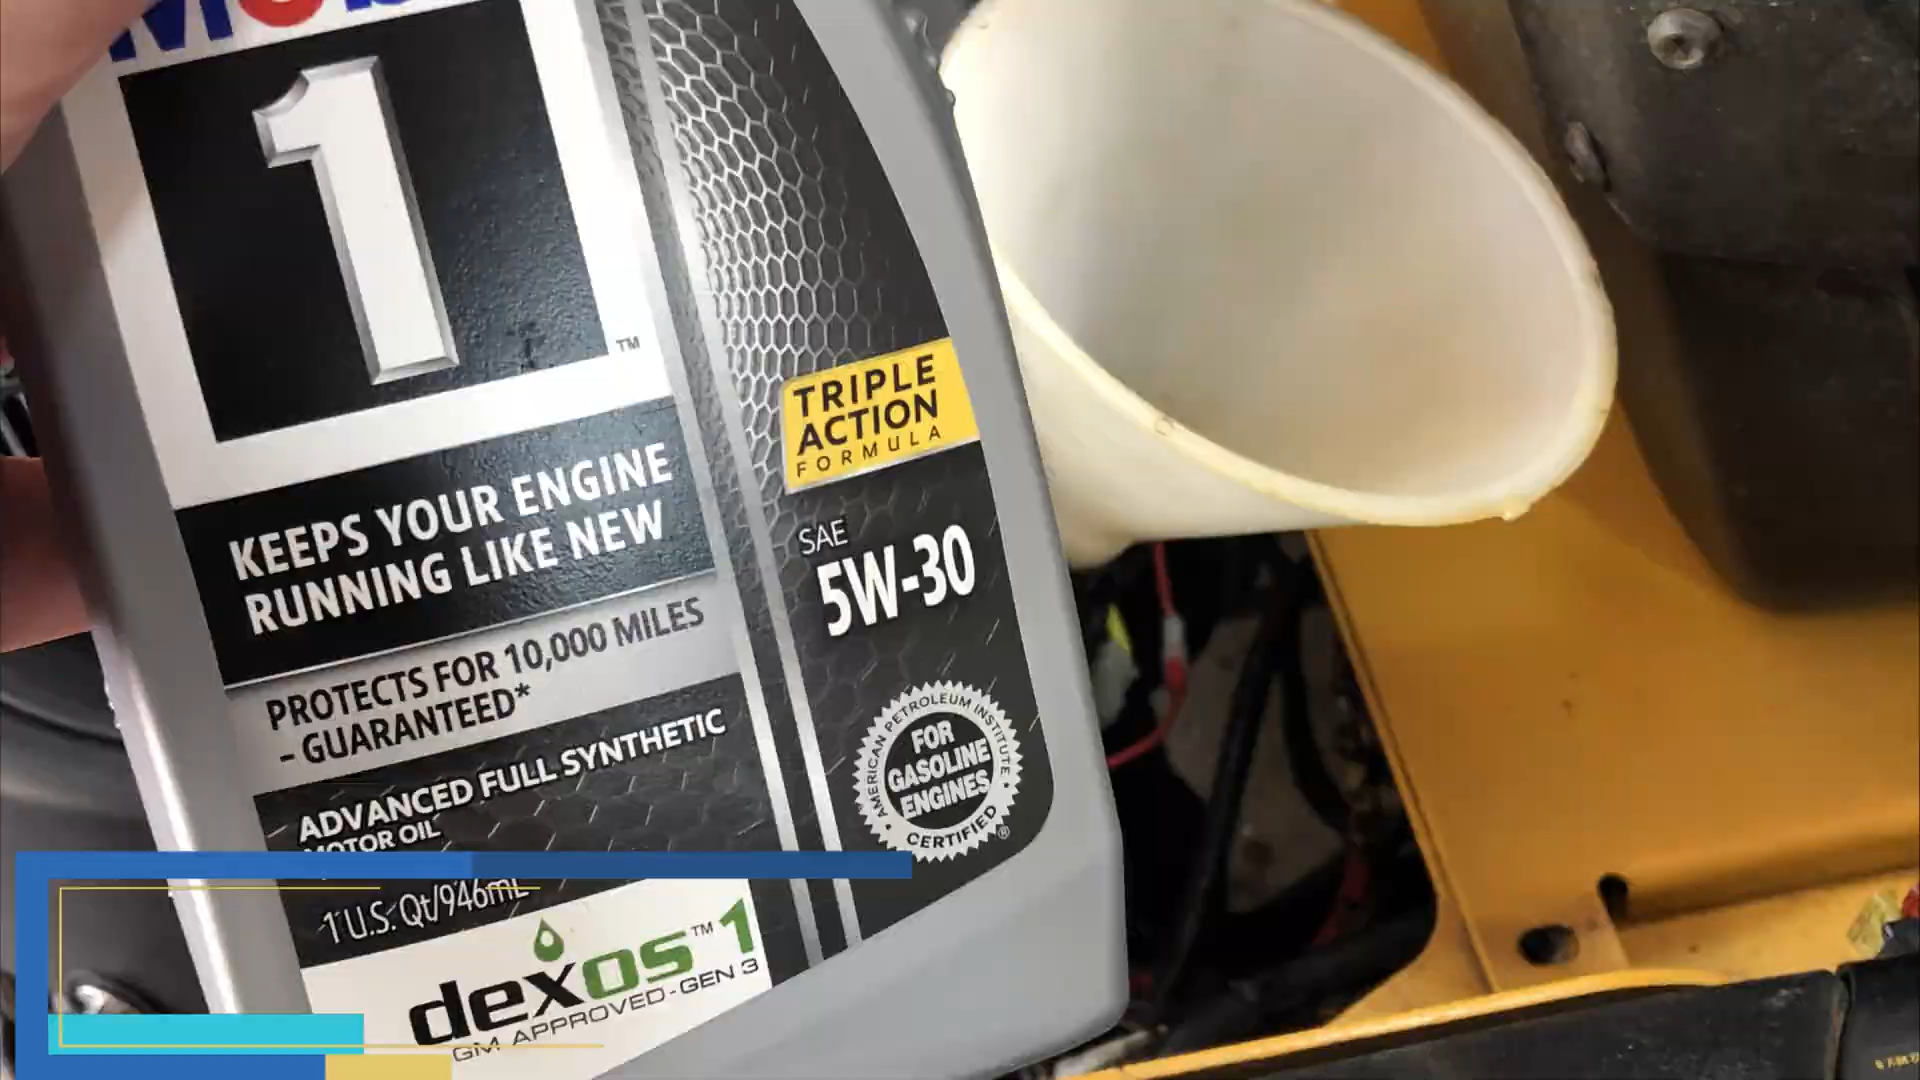 1
TM
TRIPLE
ACTION
FORMULA
KEEPS YOUR ENGINE
RUNNING LIKE NEW
SAE
5W-30
PROTECTS FOR 10,000 MILES
- GUARANTEED*
ADVANCED FULL SYNTHETIC
MOTOR OIL
AMERICAN PETROLEUM INSTITUTE
FOR
GASOLINE
ENGINES
CERTIFIED ®
1 U.S. Qt/946mL
dexos™1
GM APPROVED-GEN 3